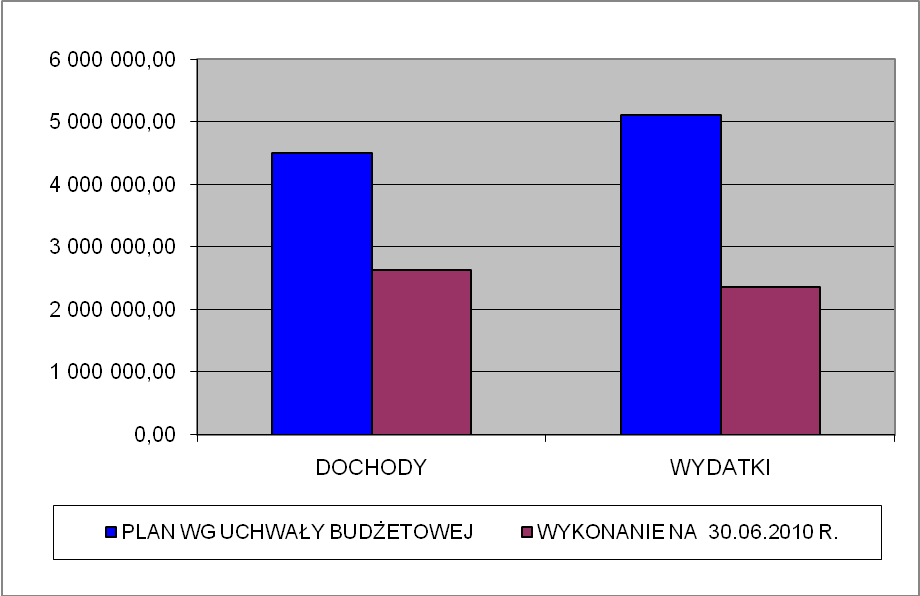 6 000 000,00
5 000 000,00
4 000 000,00
3 000 000,00
2 000 000,00
1 000 000,00
0,00
DOCHODY WYDATKI
PLAN WG UCHWAŁY BUDŻETOWEJ WYKONANIE NA 30.06.2010 R.